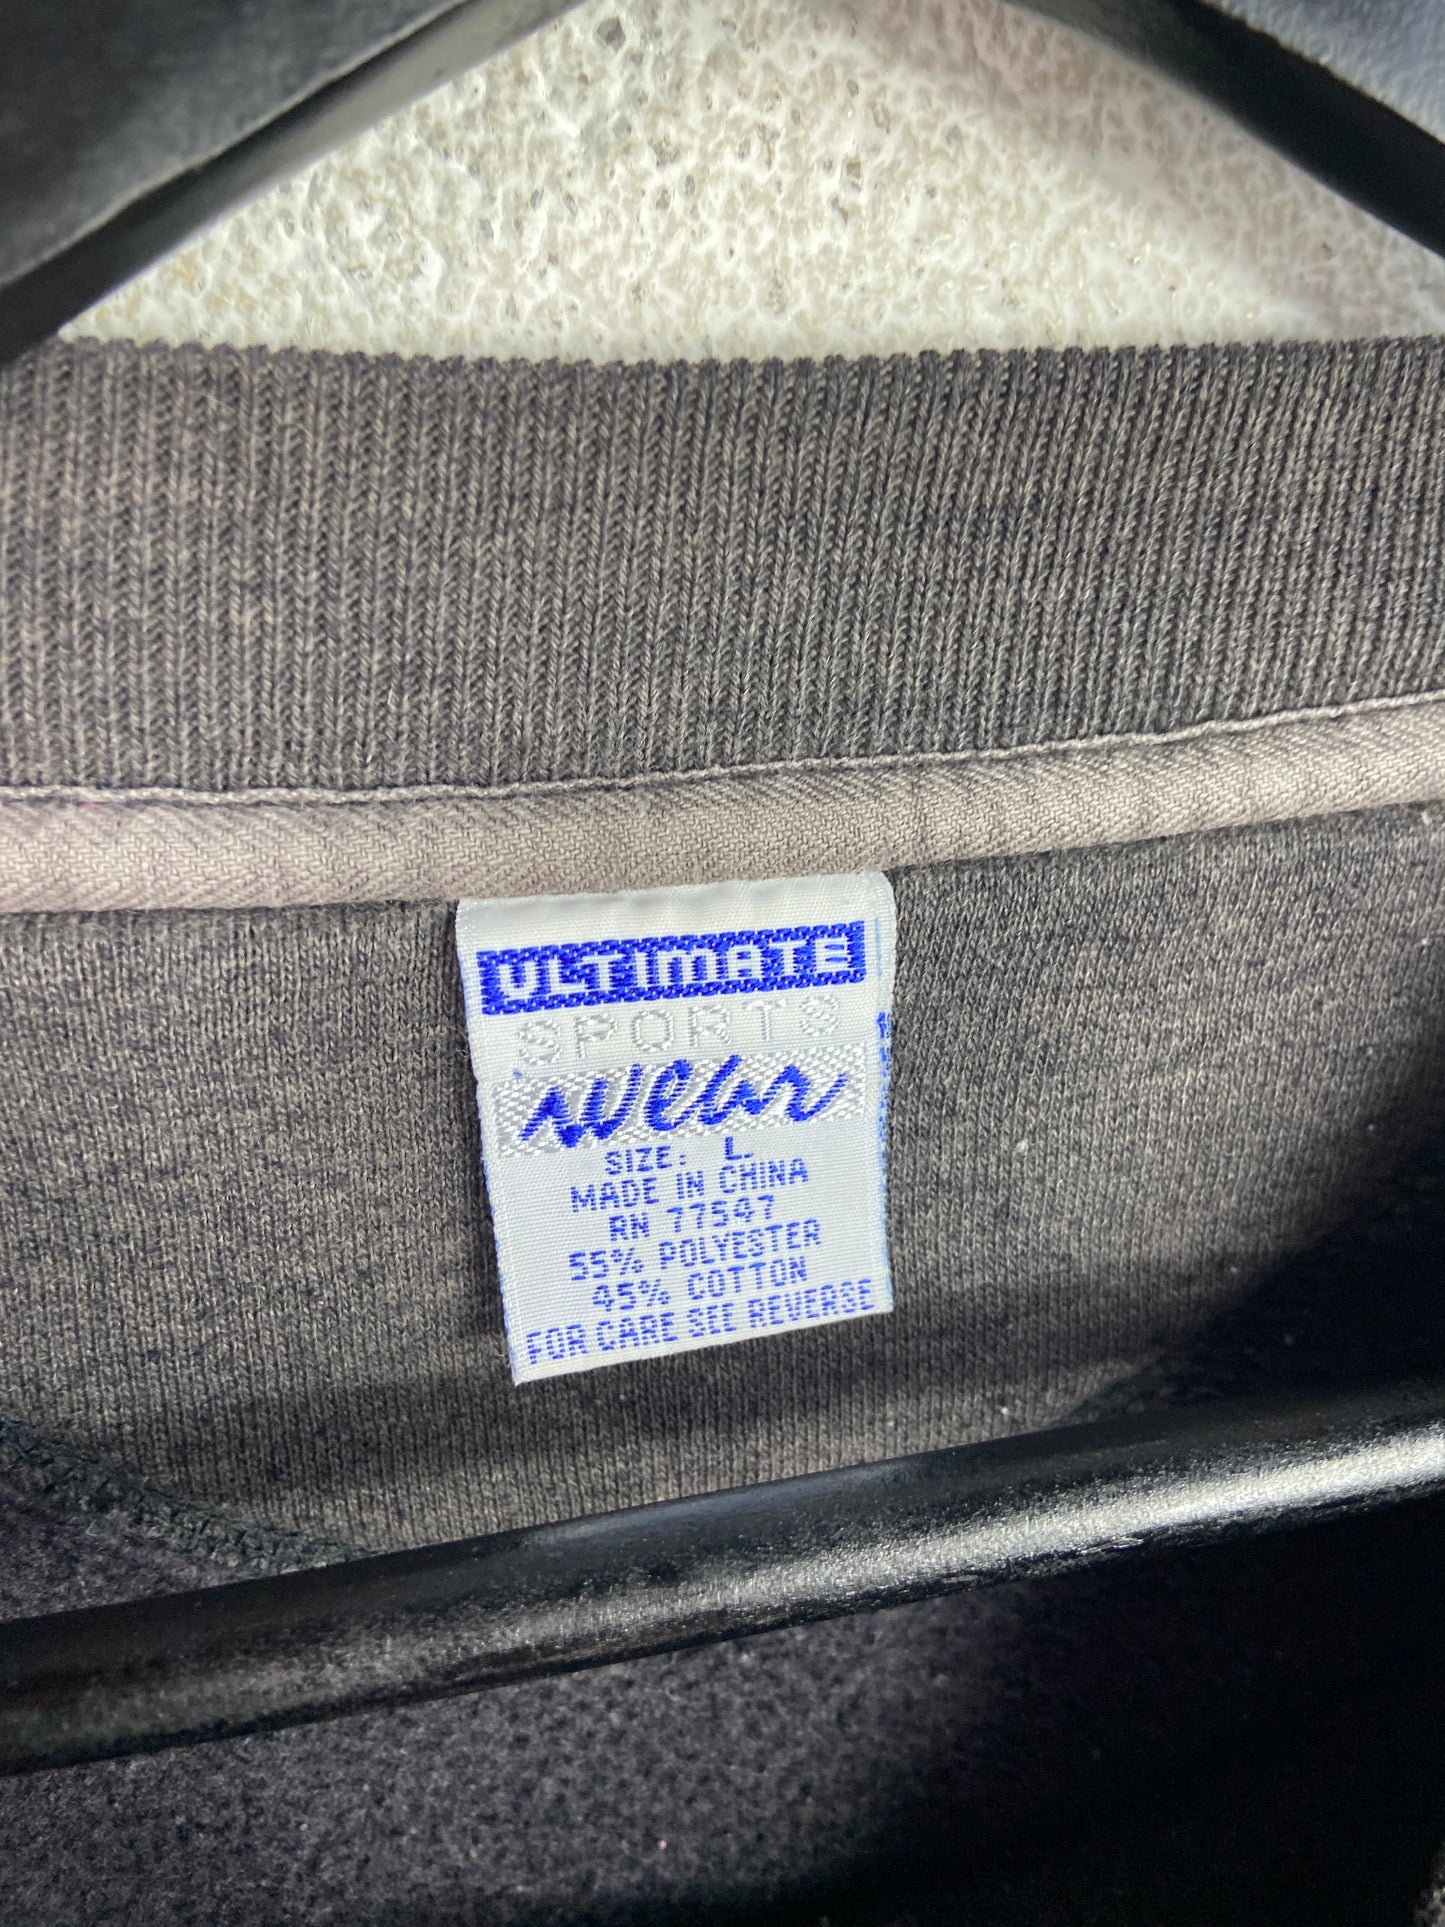 ULTIMATE
SPORTS
wear
SIZE: L
MADE IN CHINA
RN 77547
55% POLYESTER
45% COTTON
FOR CARE SEE REVERSE